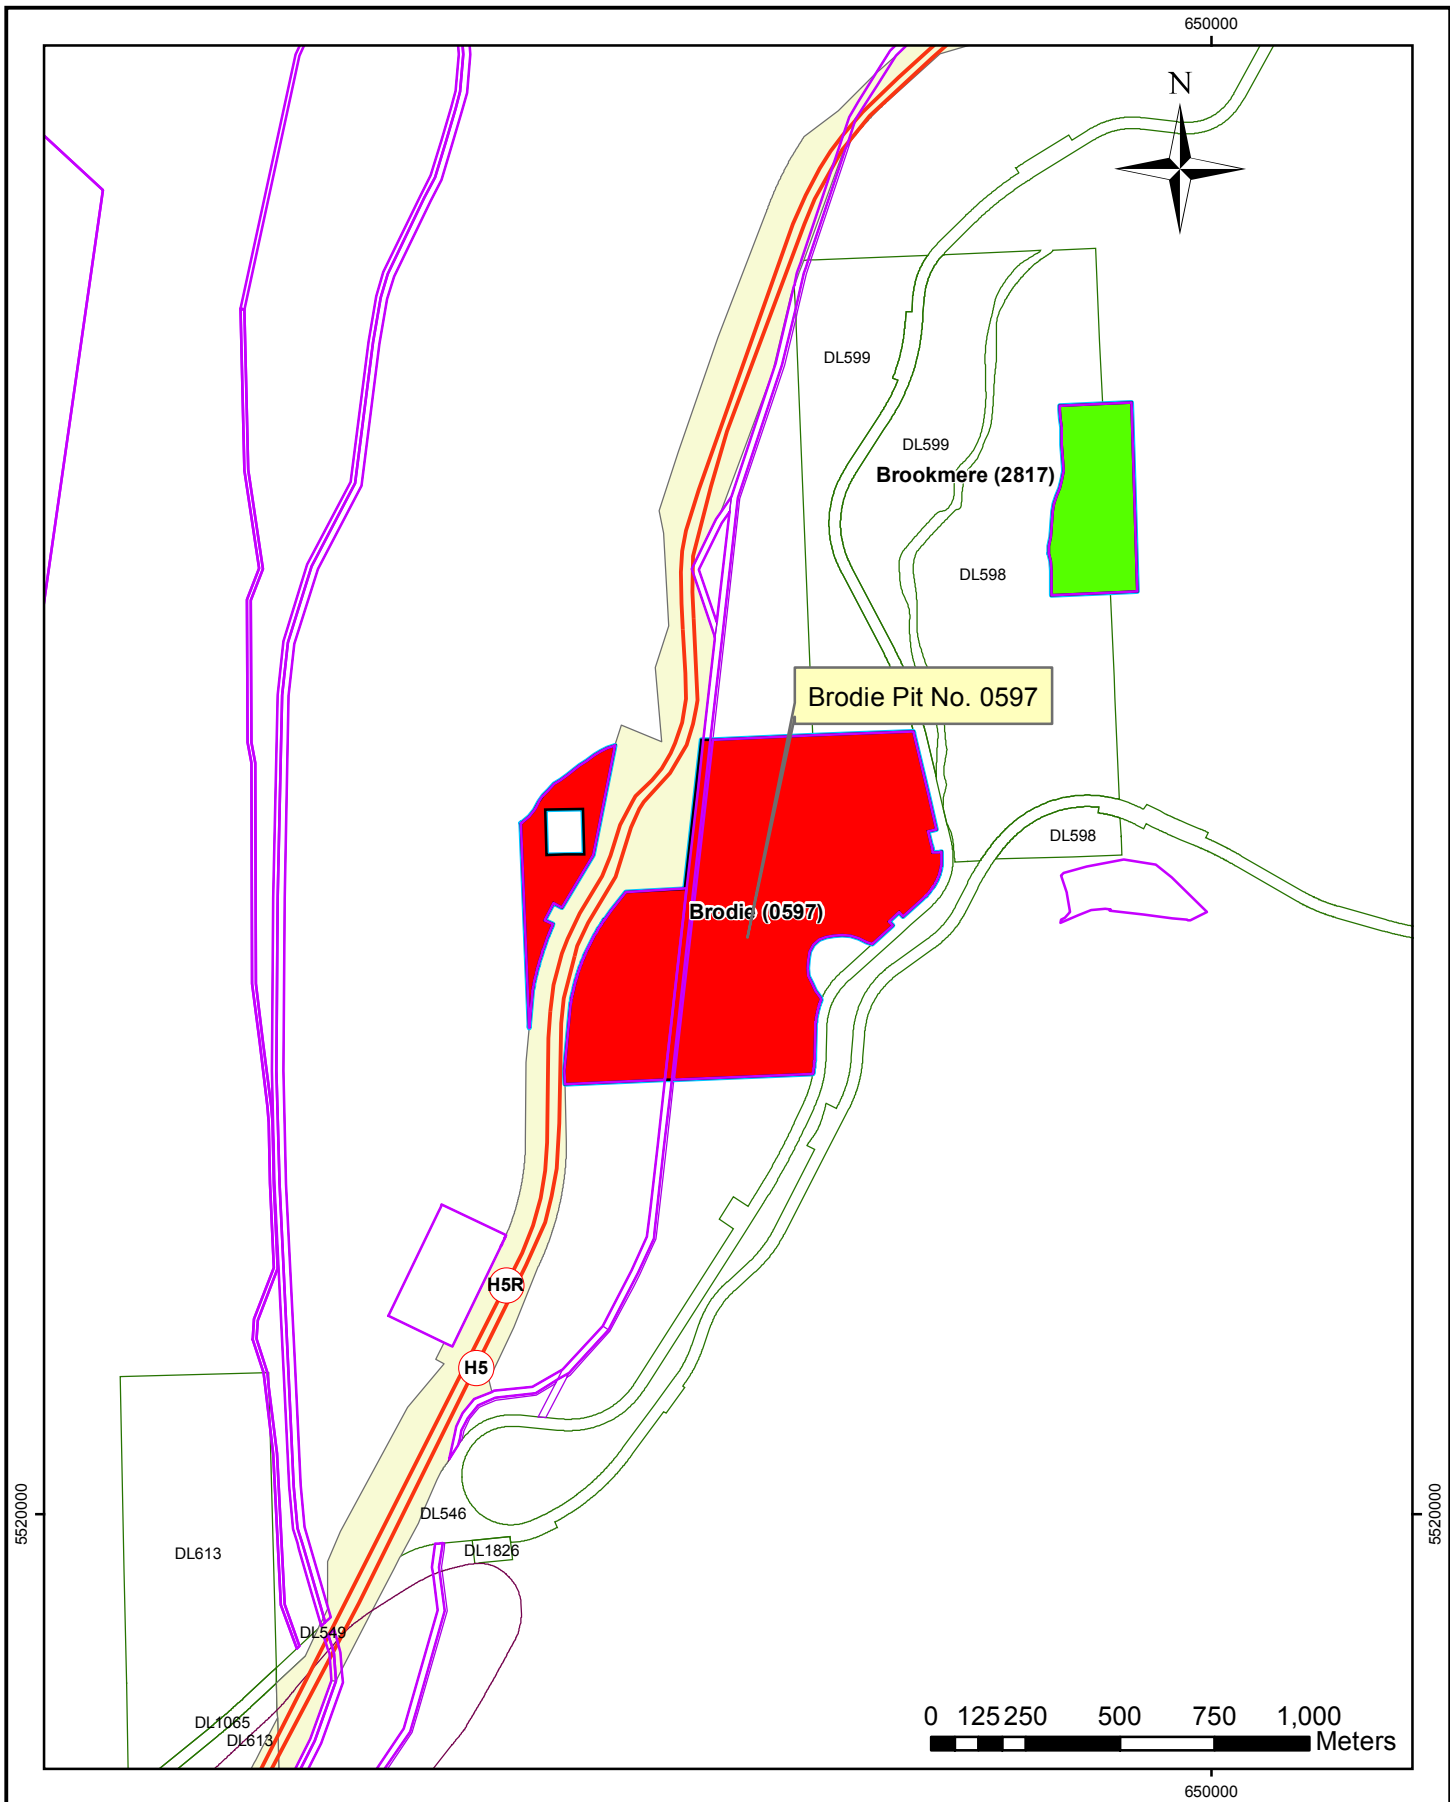 650000
N
DL599
DL599
Brookmere (2817)
DL598
Brodie Pit No. 0597
DL598
Brodie (0597)
H5R
H5
5520000
5520000
DL546
DL1826
DL613
DL549
DL1065
DL613
0 125 250 500 750 1,000
Meters
650000